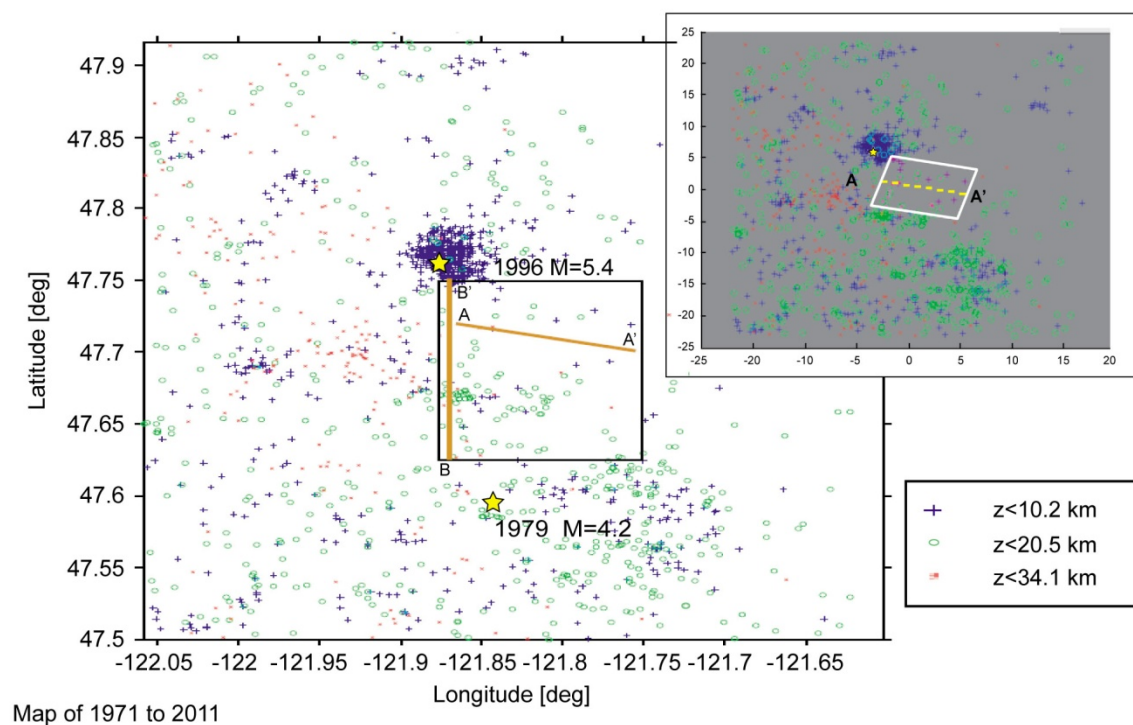 47.9
47.85
47.8
47.75
47.7
47.65
47.6
47.55
47.5
Latitude [deg]
-122.05 -122 -121.95 -121.9 -121.85 -121.8 -121.75 -121.7 -121.65
Longitude [deg]
1996 M=5.4
B'
A
A'
B
1979 M=4.2
25
20
15
10
5
0
-5
-10
-15
-20
-25
A
A'
-25 -20 -15 -10 -5 0 5 10 15 20
z<10.2 km
z<20.5 km
z<34.1 km
Map of 1971 to 2011